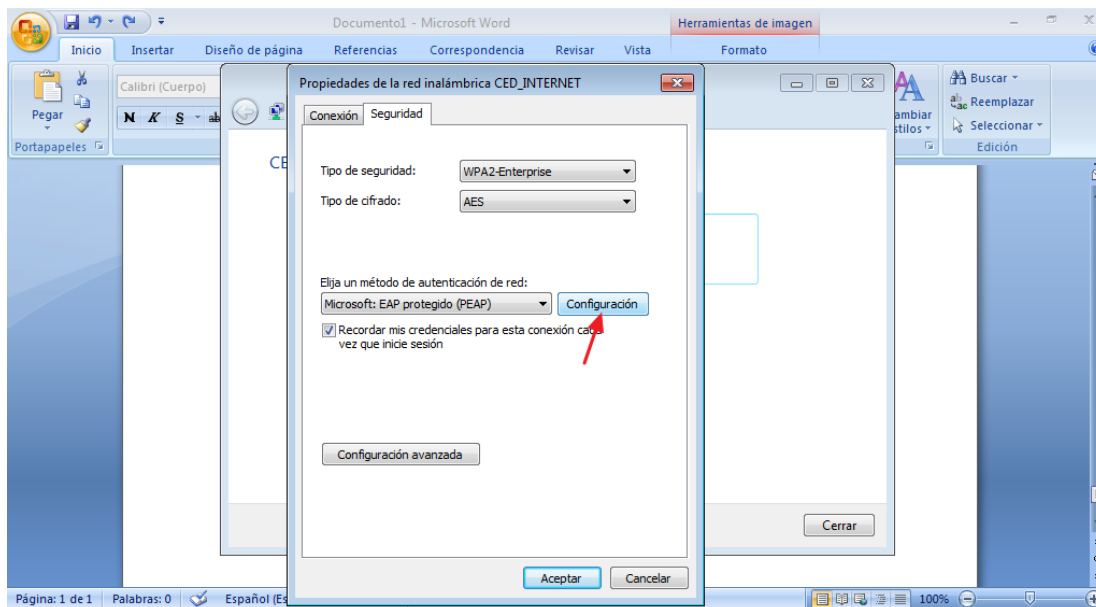 Documento1 - Microsoft Word
Herramientas de imagen
Inicio Insertar Diseño de página Referencias Correspondencia Revisar Vista Formato
Pegar
Portapapeles
Calibri (Cuerpo)
N K S ab
Buscar
Reemplazar
Seleccionar
Edición
Propiedades de la red inalámbrica CED_INTERNET
Conexión Seguridad
CE
Tipo de seguridad: WPA2-Enterprise
Tipo de cifrado: AES
Elija un método de autenticación de red:
Microsoft: EAP protegido (PEAP) Configuración
Recordar mis credenciales para esta conexión
vez que inicie sesión
Configuración avanzada
Cerrar
Aceptar Cancelar
Página: 1 de 1 Palabras: 0 Español (Es
100%